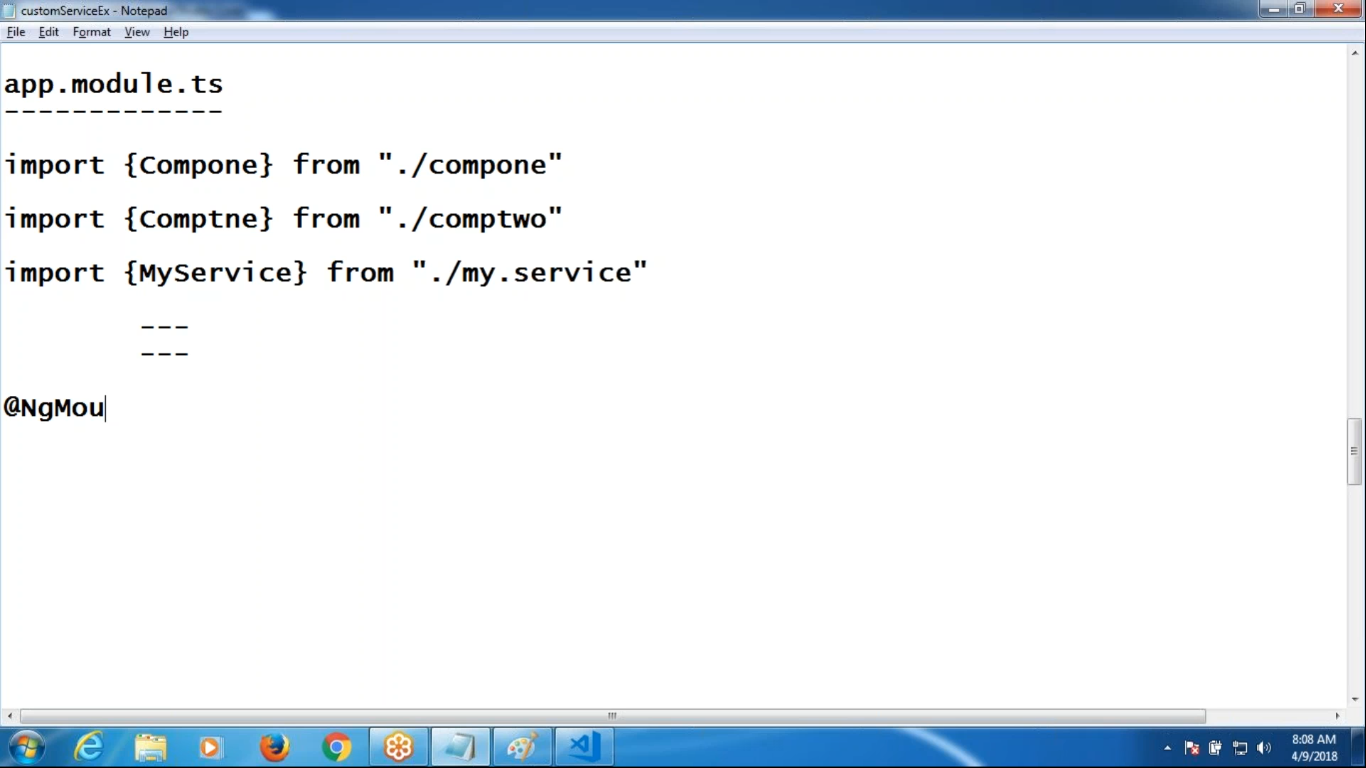 customServiceEx - Notepad
File Edit Format View Help
app.module.ts
-------------
import {Compone} from "./compone"
import {Comptne} from "./comptwo"
import {MyService} from "./my.service"
---
---
@NgMou
8:08 AM
4/9/2018